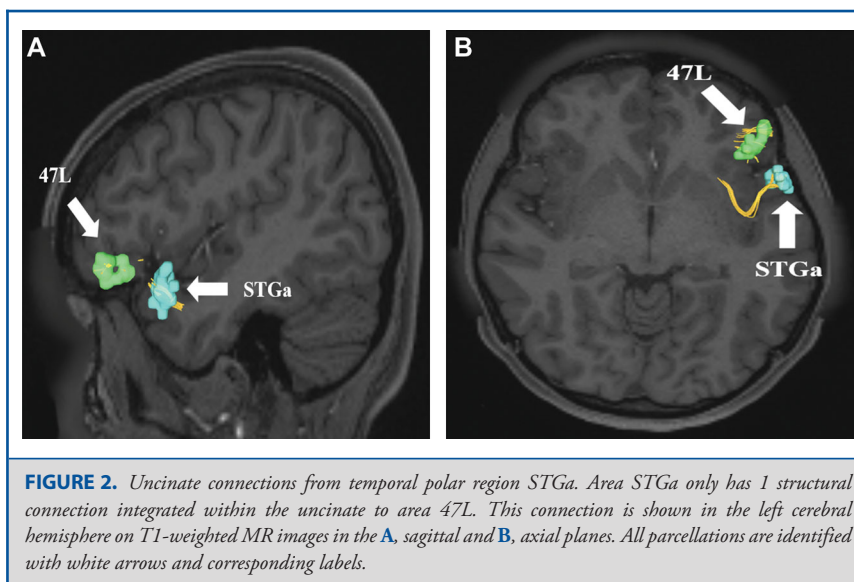 A
47L
STGa
B
47L
STGa
FIGURE 2. Uncinate connections from temporal polar region STGa. Area STGa only has 1 structural
connection integrated within the uncinate to area 47L. This connection is shown in the left cerebral
hemisphere on T1-weighted MR images in the A, sagittal and B, axial planes. All parcellations are identified
with white arrows and corresponding labels.